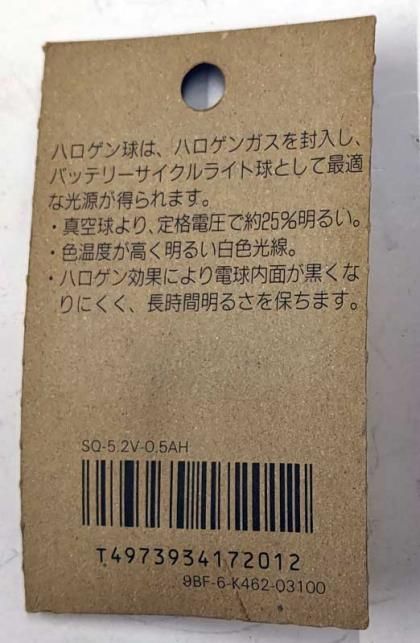 ハロゲン球は、ハロゲンガスを封入し、
バッテリーサイクルライト球として最適
な光源が得られます。
・真空球より、定格電圧で約25％明るい。
・色温度が高く明るい白色光線。
・ハロゲン効果により電球内面が黒くな
りにくく、長時間明るさを保ちます。
SQ-5.2V-0.5AH
T4973934172012
9BF-6-K462-03100